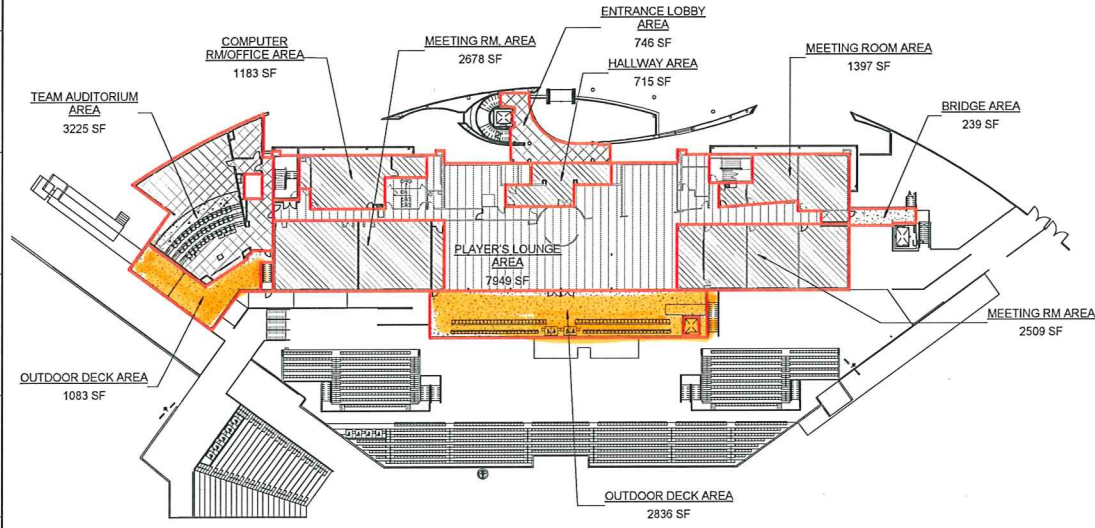 ENTRANCE LOBBY
AREA
746 SF
COMPUTER
RM/OFFICE AREA
1183 SF
MEETING RM, AREA
2678 SF
HALLWAY AREA
715 SF
MEETING ROOM AREA
1397 SF
TEAM AUDITORIUM
AREA
3225 SF
BRIDGE AREA
239 SF
PLAYER'S LOUNGE
AREA
7949 SF
MEETING RM AREA
2509 SF
OUTDOOR DECK AREA
1083 SF
OUTDOOR DECK AREA
2836 SF